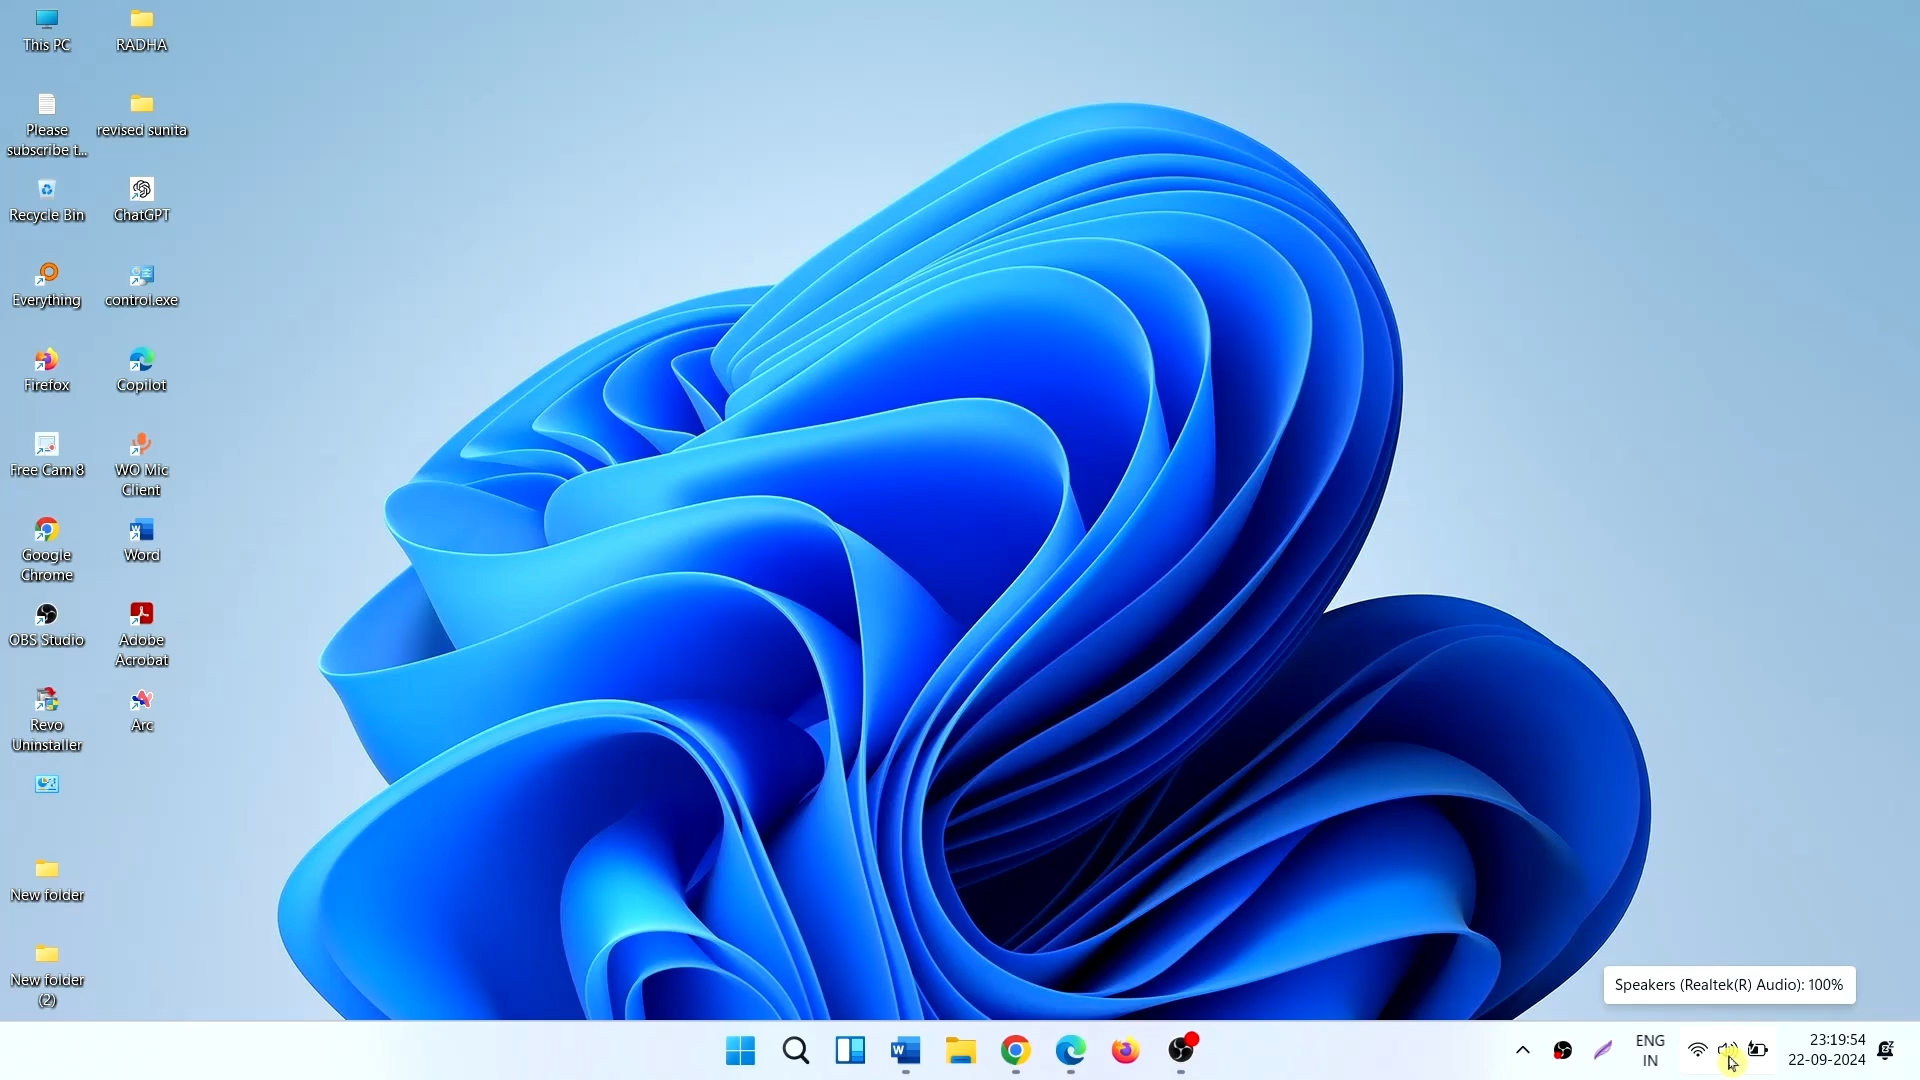 This PC
RADHA
Please
subscribe t...
revised sunita
Recycle Bin
ChatGPT
Everything
control.exe
Firefox
Copilot
Free Cam 8
WO Mic
Client
Google
Chrome
Word
OBS Studio
Adobe
Acrobat
Revo
Uninstaller
Arc
New folder
New folder
(2)
Speakers (Realtek(R) Audio): 100%
ENG
IN
23:19:54
22-09-2024